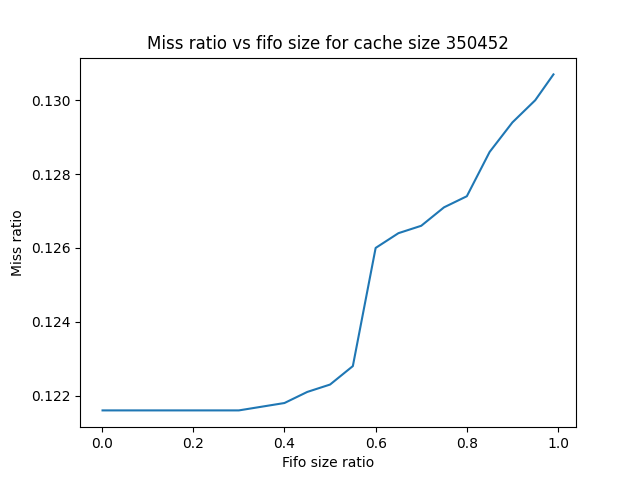 Miss ratio vs fifo size for cache size 350452
0.130
0.128
0.126
0.124
0.122
Miss ratio
0.0 0.2 0.4 0.6 0.8 1.0
Fifo size ratio